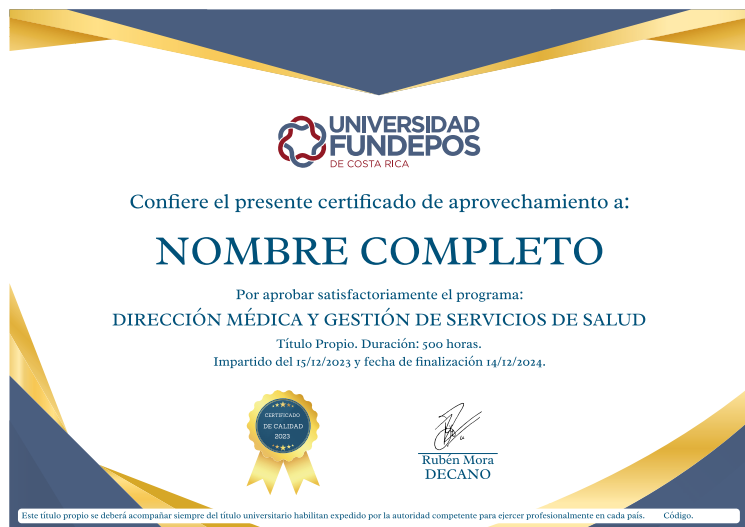 UNIVERSIDAD
FUNDEPOS
DE COSTA RICA
Confiere el presente certificado de aprovechamiento a:
NOMBRE COMPLETO
Por aprobar satisfactoriamente el programa:
DIRECCIÓN MÉDICA Y GESTIÓN DE SERVICIOS DE SALUD
Título Propio. Duración: 500 horas.
Impartido del 15/12/2023 y fecha de finalización 14/12/2024.
CERTIFICADO
DE CALIDAD
2023
Rubén Mora
DECANO
Este título propio se deberá acompañar siempre del título universitario habilitan expedido por la autoridad competente para ejercer profesionalmente en cada país. Código.